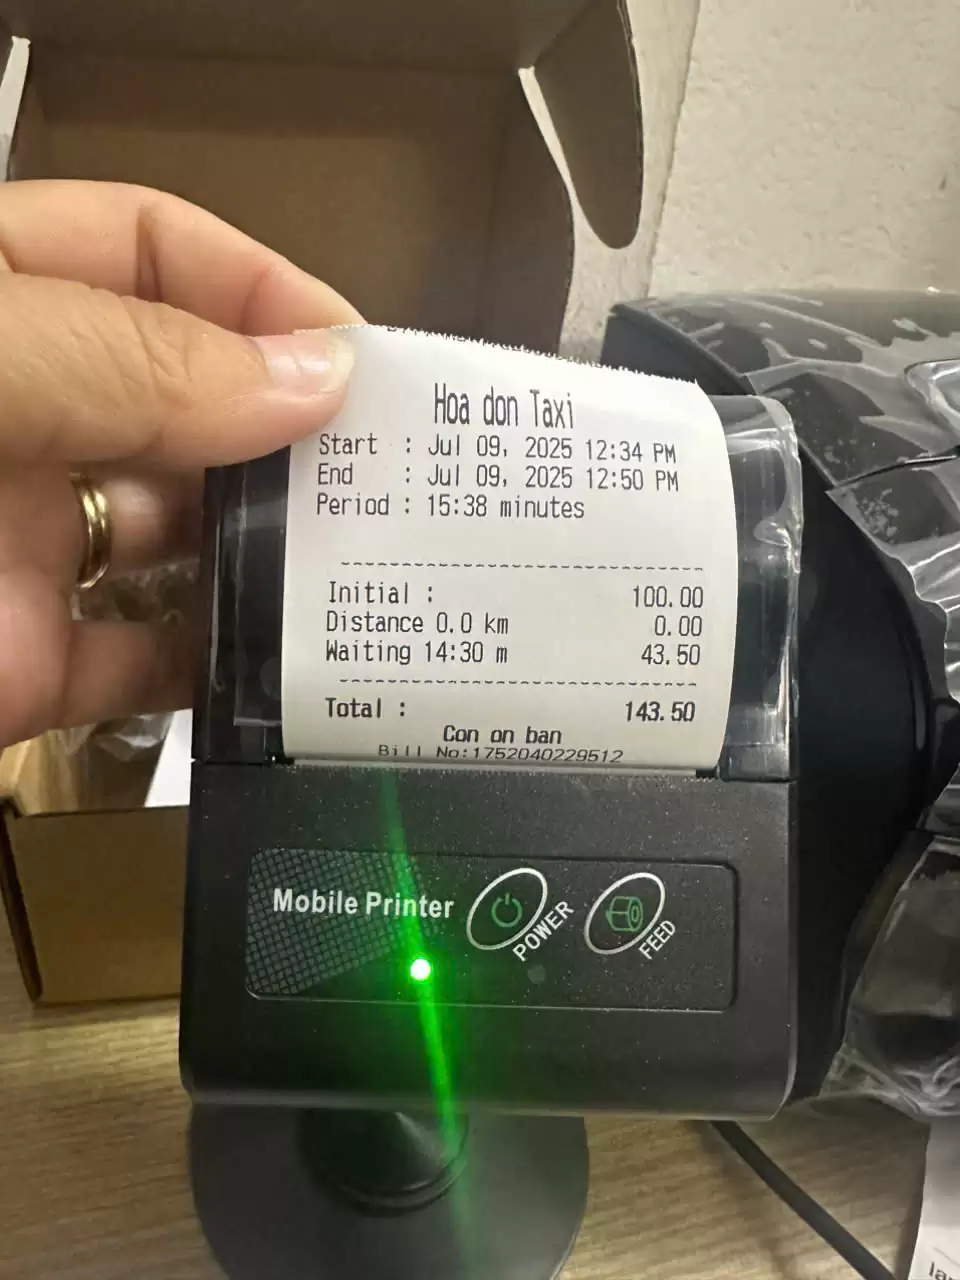 Hoa don Taxi
Start : Jul 09, 2025 12:34 PM
End : Jul 09, 2025 12:50 PM
Period : 15:38 minutes
Initial : 100.00
Distance 0.0 km 0.00
Waiting 14:30 m 43.50
Total : 143.50
Con on ban
Bill No:1752040229512
Mobile Printer
POWER
FEED